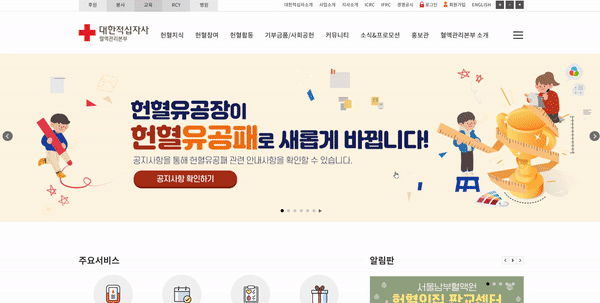 후원 봉사 교육 RCY 병원
대한적십자사소개 사업소개 지사소개 ICRC IFRC 경영공시 로그인 회원가입 ENGLISH
대한적십자사
혈액관리본부
헌혈지식 헌혈참여 헌혈활동 기부금품/사회공헌 커뮤니티 소식&프로모션 홍보관 혈액관리본부 소개
헌혈유공장이
헌혈유공패로 새롭게 바뀝니다!
공지사항을 통해 헌혈유공패 관련 안내사항을 확인할 수 있습니다.
공지사항 확인하기
주요서비스
알림판
서울남부혈액원
헌혈의집 판교센터